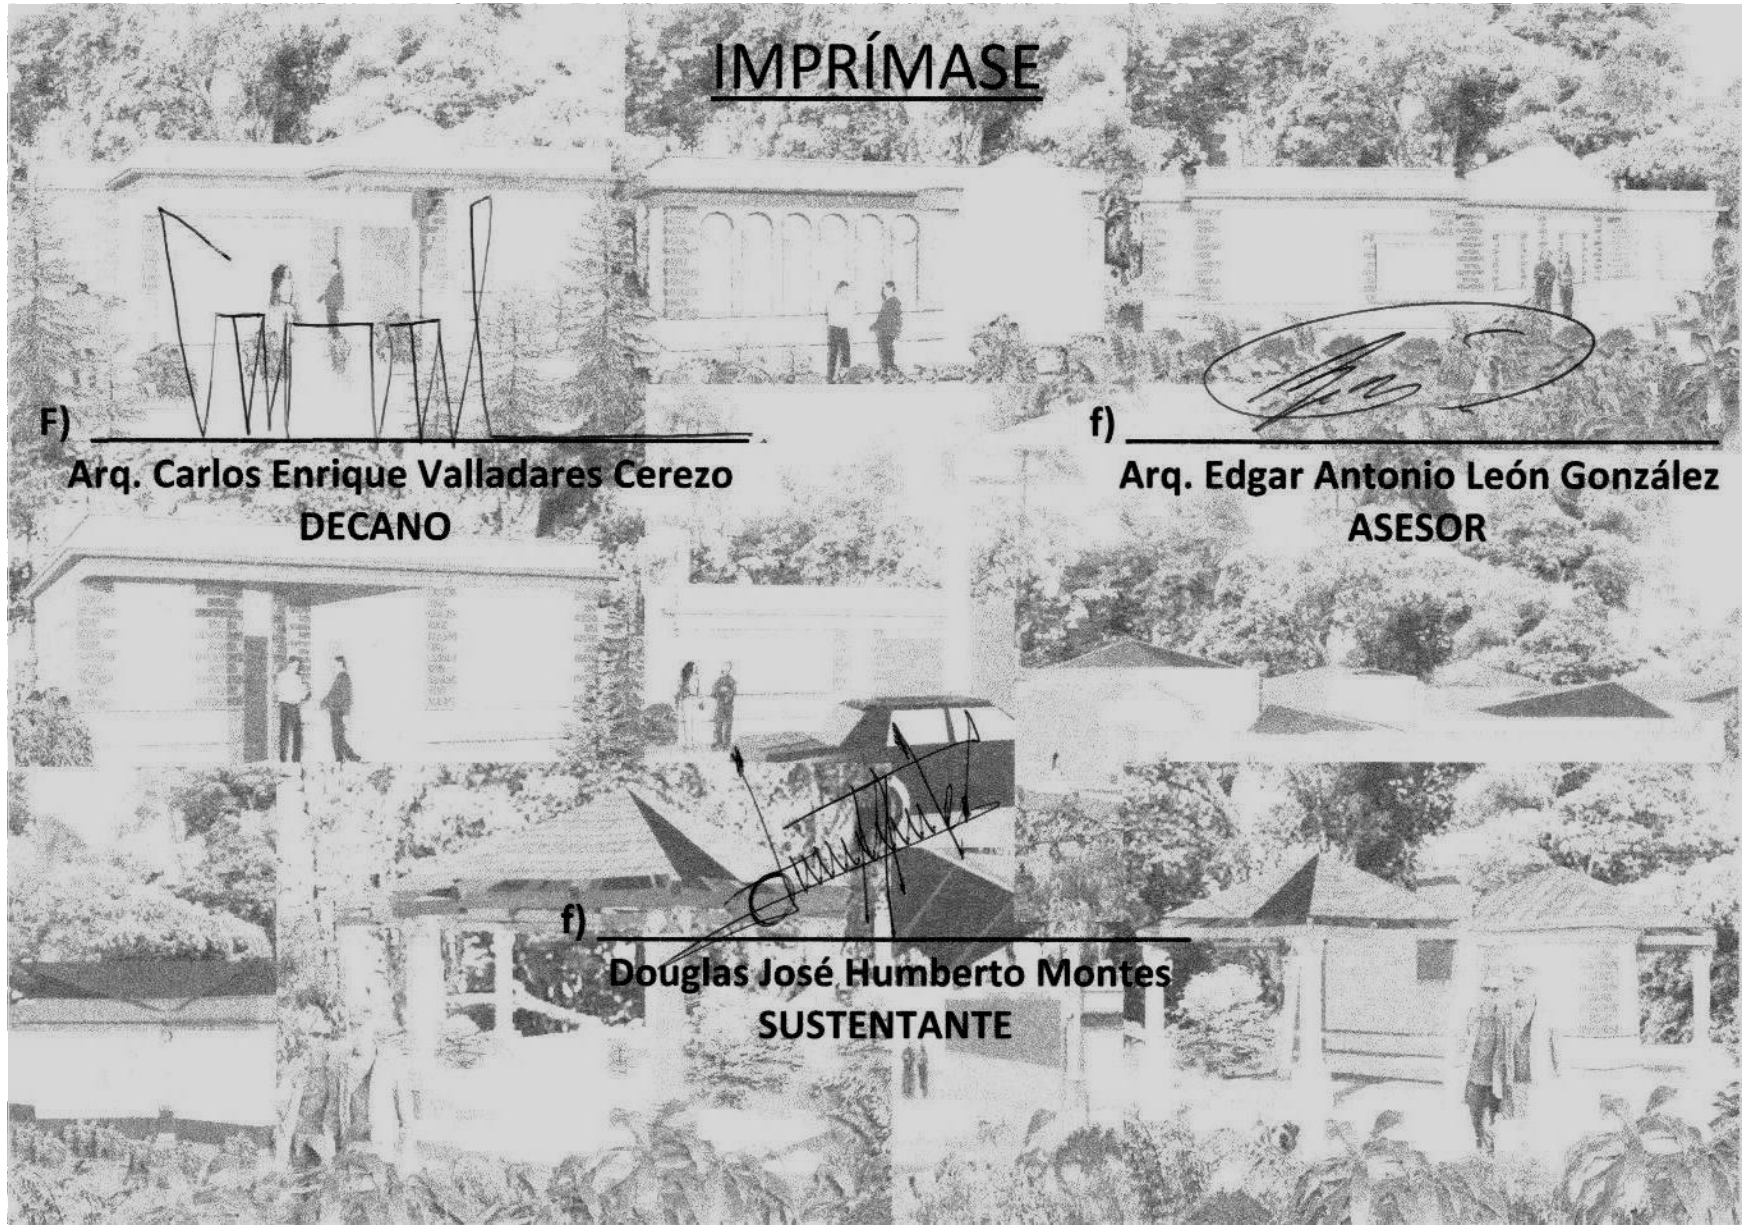 IMPRÍMASE
F)
Arq. Carlos Enrique Valladares Cerezo
DECANO
f)
Arq. Edgar Antonio León González
ASESOR
f)
Douglas José Humberto Montes
SUSTENTANTE